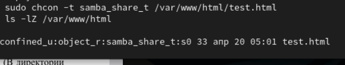 sudo chcon -t samba_share_t /var/www/html/test.html
ls -lZ /var/www/html
confined_u:object_r:samba_share_t:s0 33 апр 20 05:01 test.html
(В директории